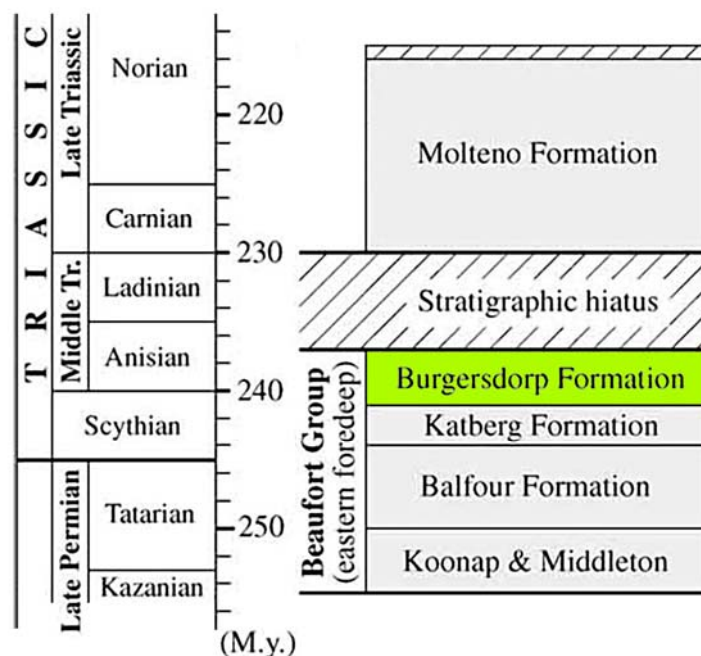 TRIASSIC
Late Triassic
Middle Tr.
Late Permian
Norian
Carnian
Ladinian
Anisian
Scythian
Tatarian
Kazanian
220
230
240
250
(M.y.)
Beaufort Group
(eastern foredeep)
Molteno Formation
Stratigraphic hiatus
Burgersdorp Formation
Katberg Formation
Balfour Formation
Koonap & Middleton